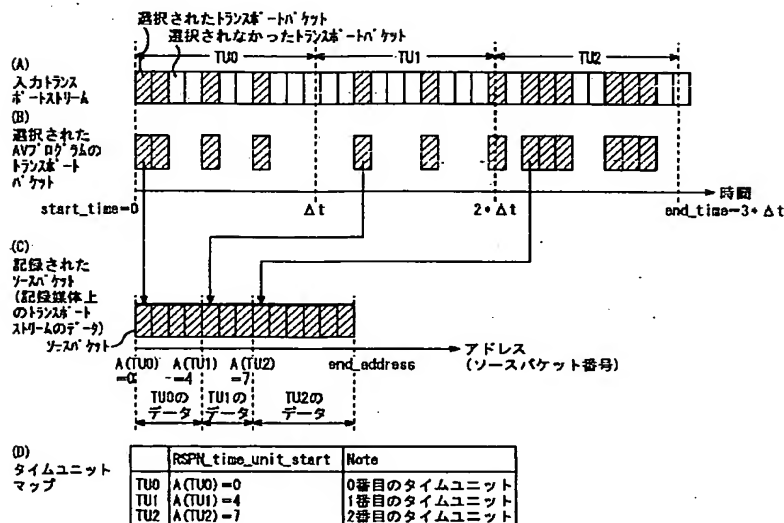 選択されたトランスポートパケット
選択されなかったトランスポートパケット
TU0 TU1 TU2
(A)
入力トランス
ポートストリーム
(B)
選択された
AVプログラムの
トランスポート
パケット
時間
start_time=0 Δt 2*Δt end_time=3*Δt
(C)
記録された
ソースパケット
(記録媒体上
のトランスポート
ストリームのデータ)
ソースパケット
アドレス
(ソースパケット番号)
A(TU0) A(TU1) A(TU2) end_address
=0 =4 =7
TU0の TU1の TU2の
データ データ データ
(D)
タイムユニット
マップ
RSPN_time_unit_start Note
TU0 A(TU0)=0 0番目のタイムユニット
TU1 A(TU1)=4 1番目のタイムユニット
TU2 A(TU2)=7 2番目のタイムユニット